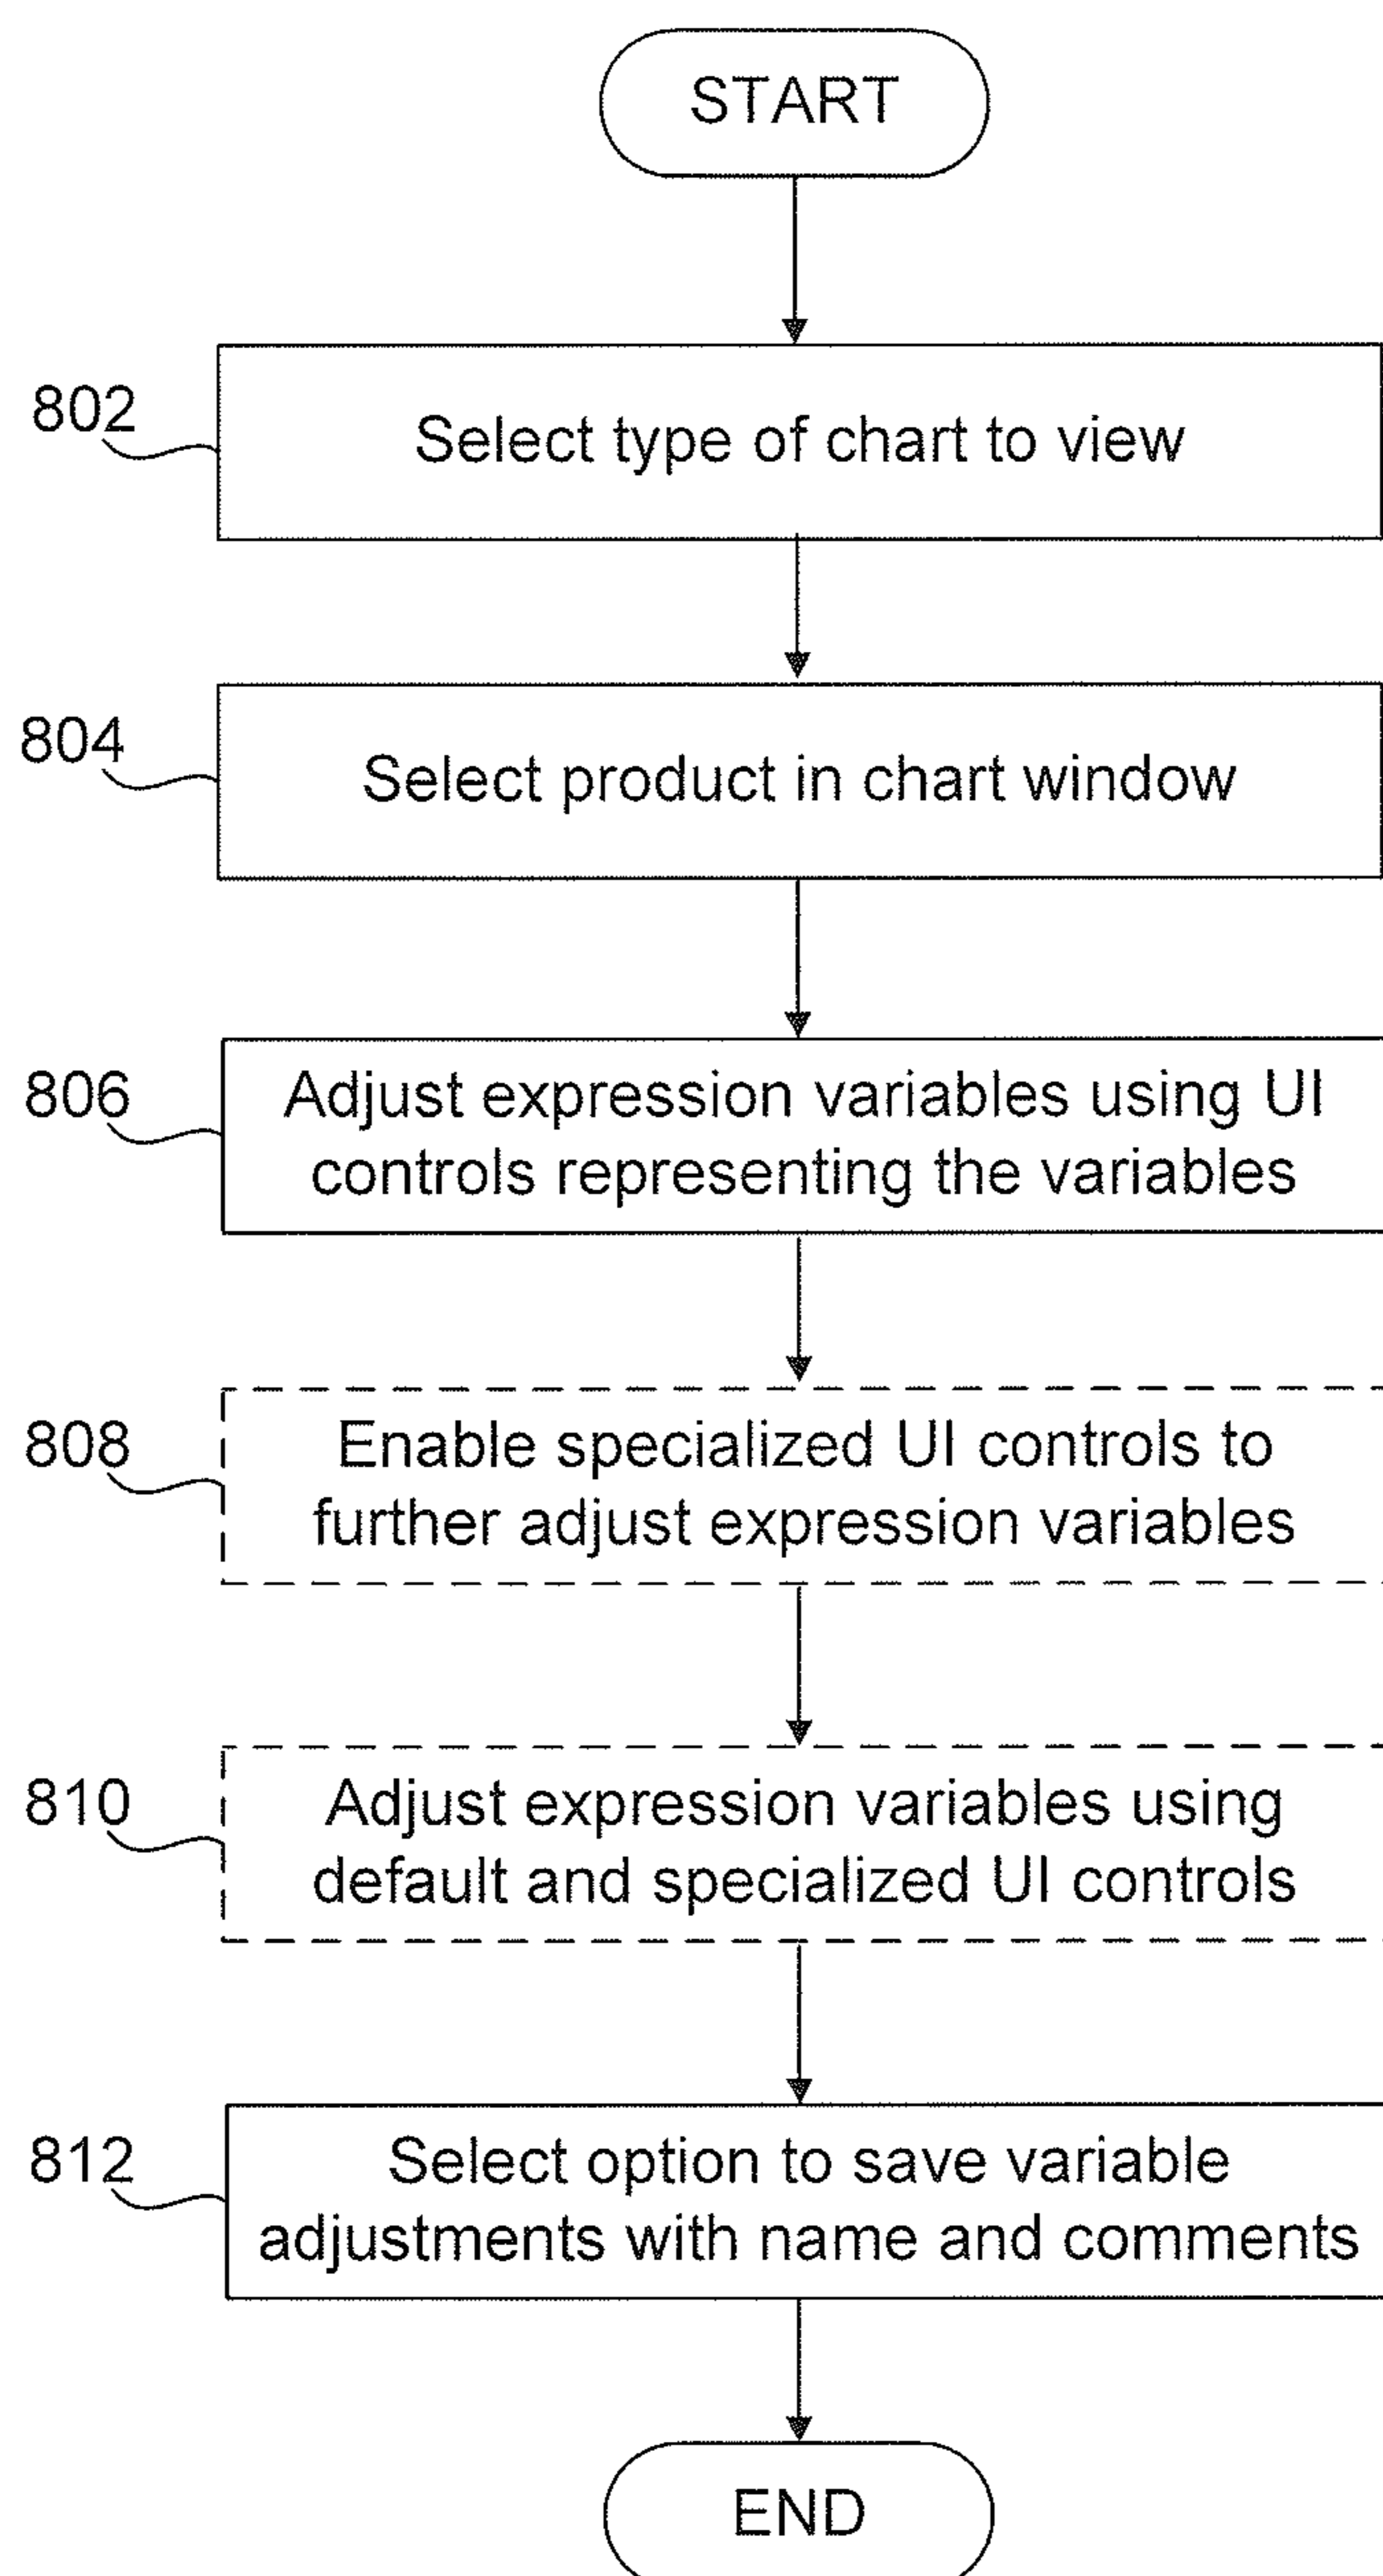 START
802
Select type of chart to view
804
Select product in chart window
806
Adjust expression variables using UI
controls representing the variables
808
Enable specialized UI controls to
further adjust expression variables
810
Adjust expression variables using
default and specialized UI controls
812
Select option to save variable
adjustments with name and comments
END